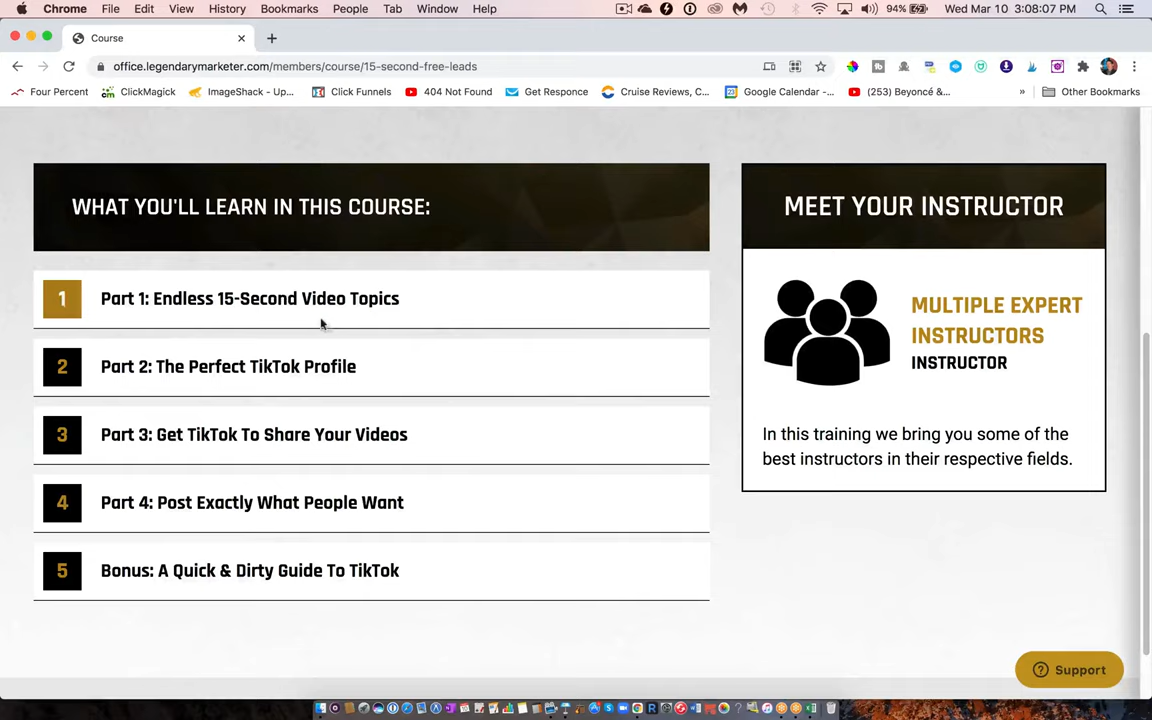 Chrome File Edit View History Bookmarks People Tab Window Help 94% Wed Mar 10 3:08:07 PM
Course
office.legendarymarketer.com/members/course/15-second-free-leads
Four Percent ClickMagick ImageShack - Up... Click Funnels 404 Not Found Get Responce Cruise Reviews, C... Google Calendar -... (253) Beyoncé &... » Other Bookmarks
WHAT YOU'LL LEARN IN THIS COURSE:
1 Part 1: Endless 15-Second Video Topics
2 Part 2: The Perfect TikTok Profile
3 Part 3: Get TikTok To Share Your Videos
4 Part 4: Post Exactly What People Want
5 Bonus: A Quick & Dirty Guide To TikTok
MEET YOUR INSTRUCTOR
MULTIPLE EXPERT
INSTRUCTORS
INSTRUCTOR
In this training we bring you some of the
best instructors in their respective fields.
Support